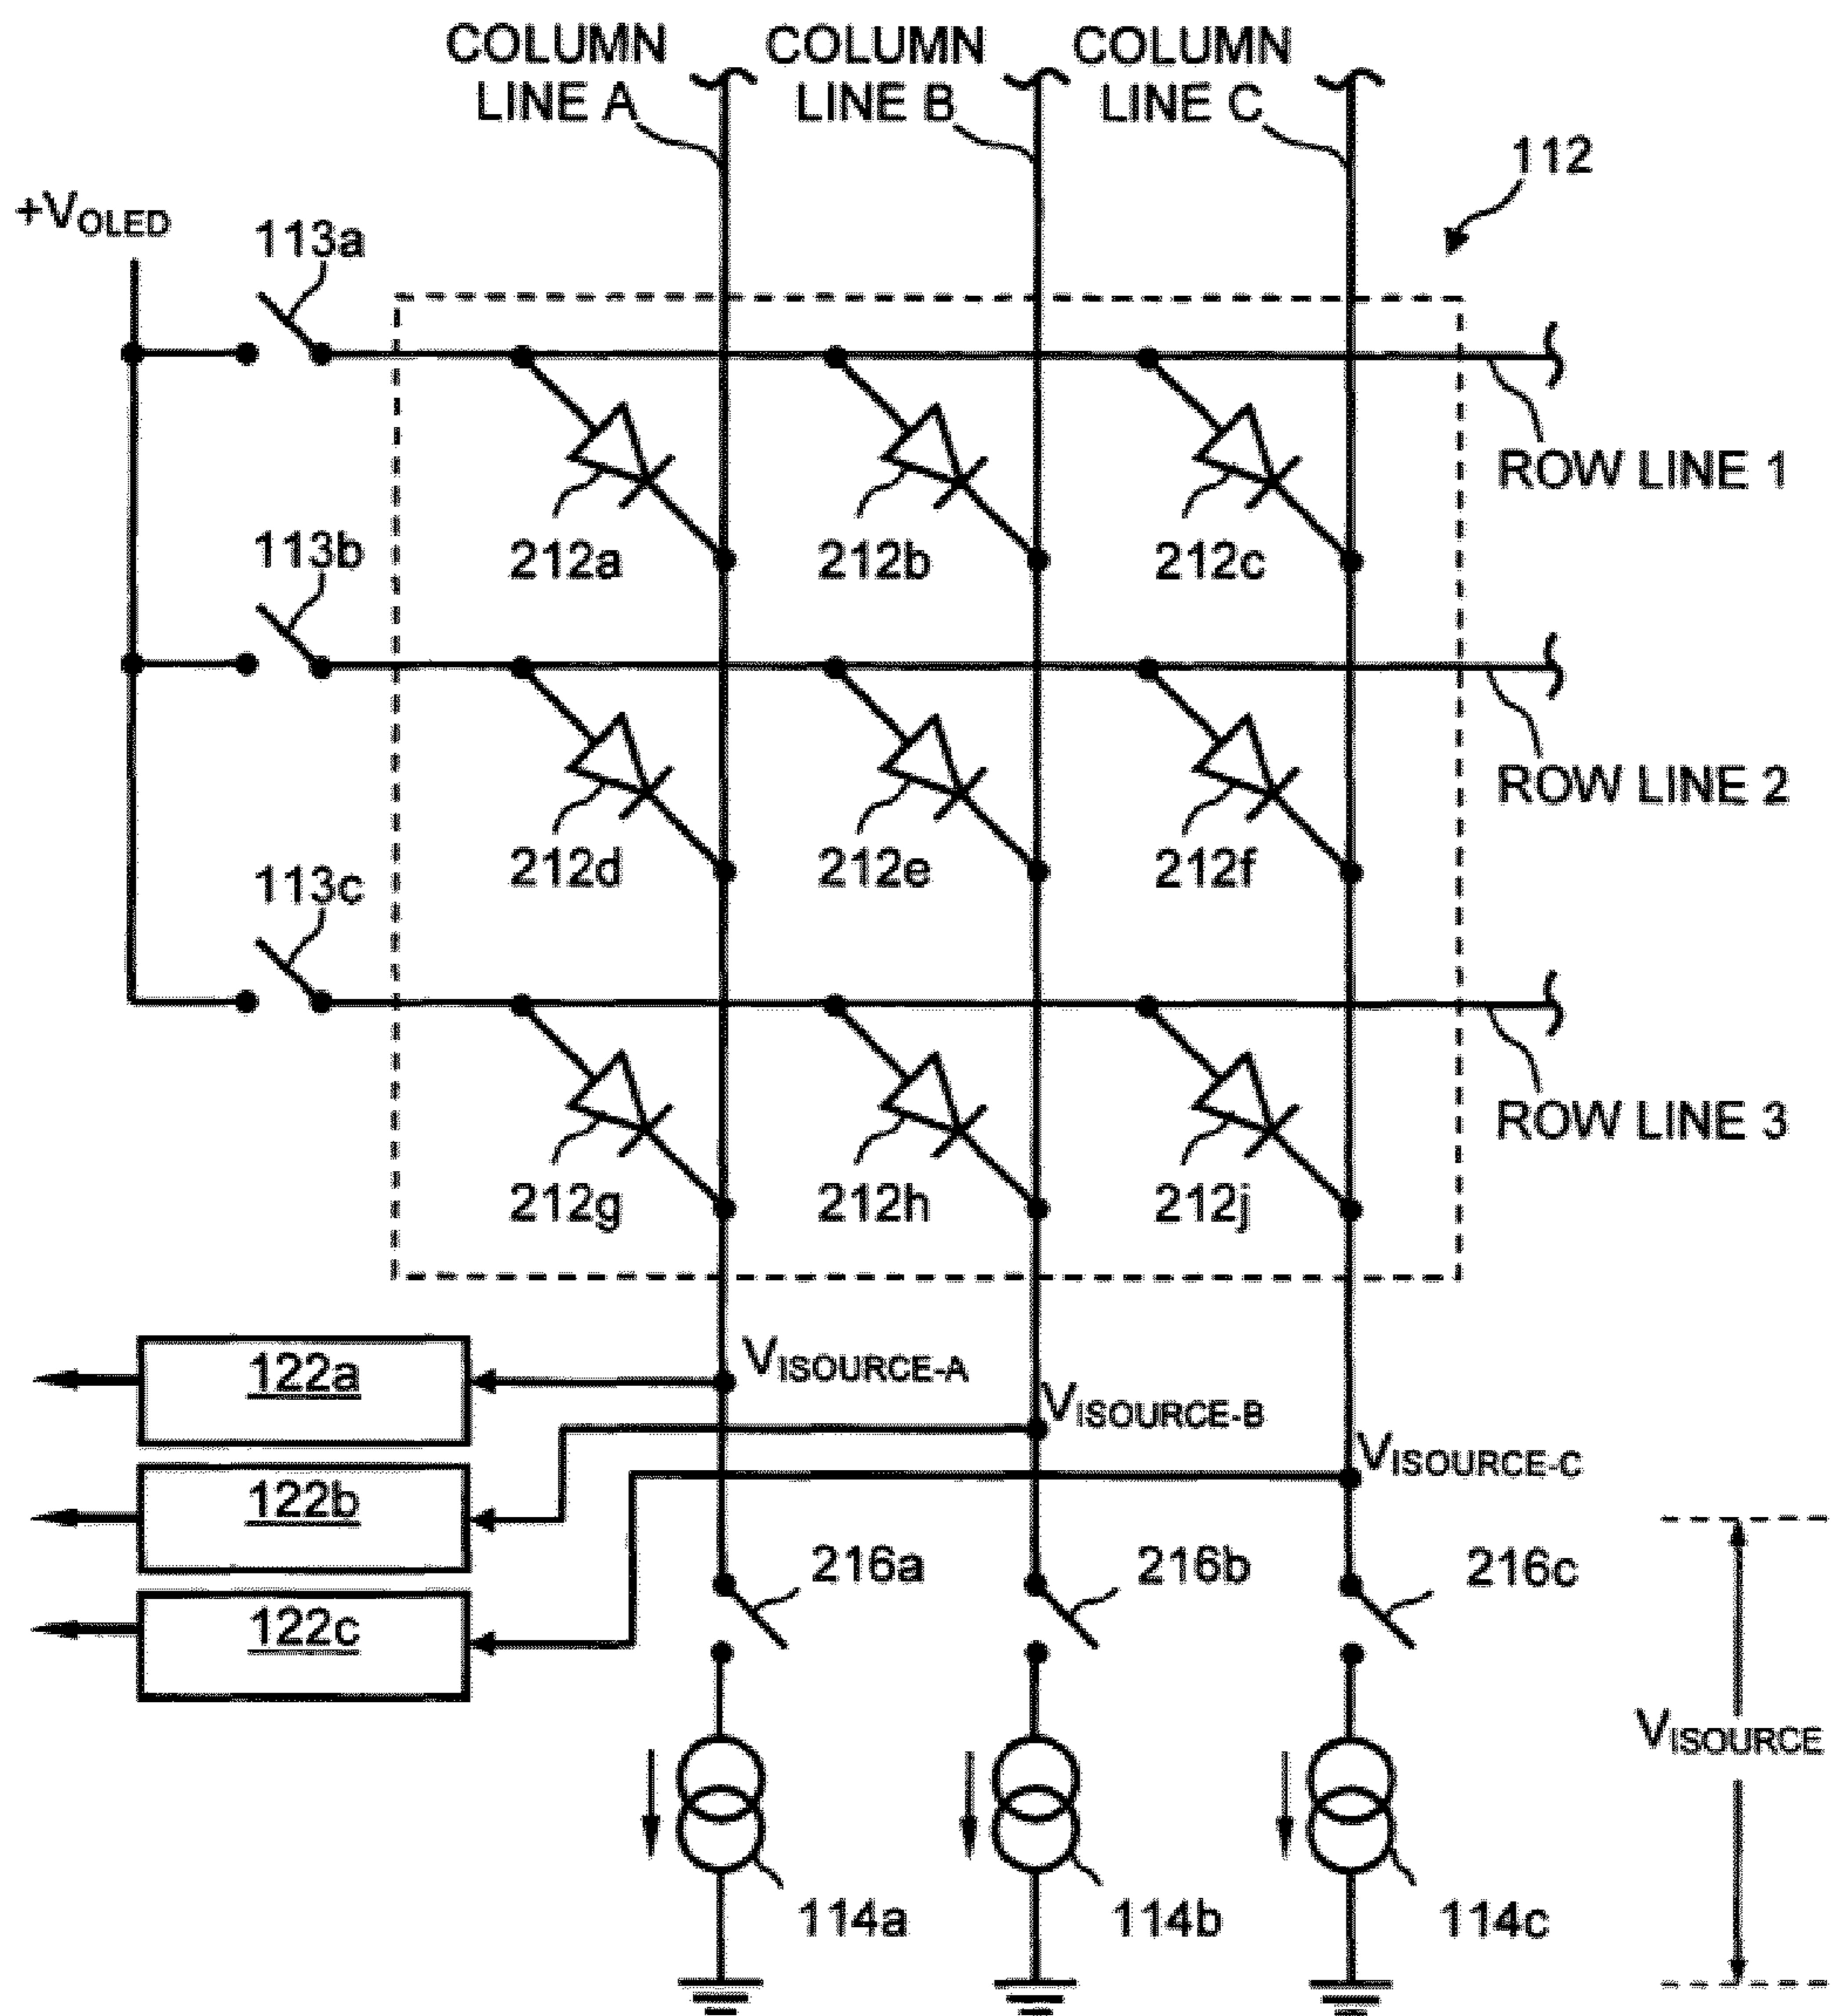 COLUMN LINE A
COLUMN LINE B
COLUMN LINE C
112
+VOLED
113a
ROW LINE 1
212a
212b
212c
113b
ROW LINE 2
212d
212e
212f
113c
ROW LINE 3
212g
212h
212j
122a
VISOURCE-A
VISOURCE-B
122b
VISOURCE-C
122c
216a
216b
216c
VISOURCE
114a
114b
114c